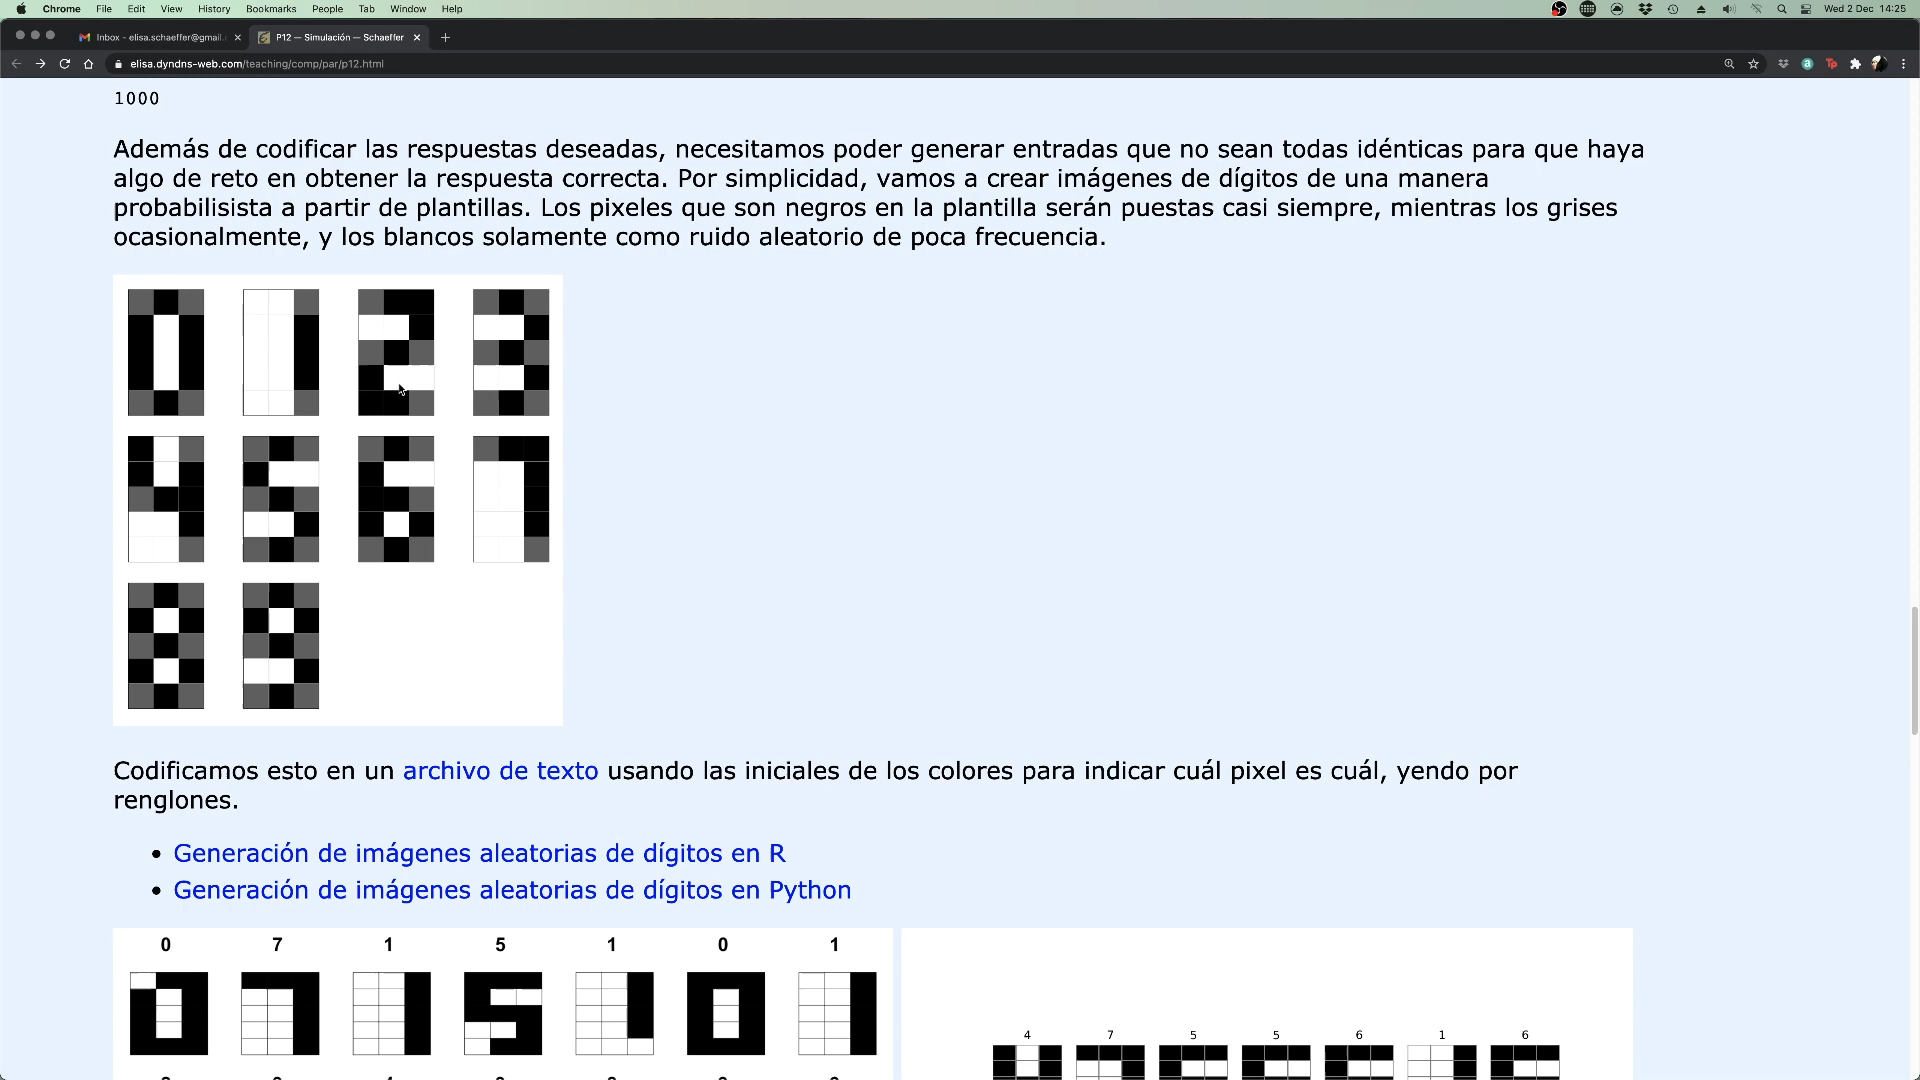 Chrome File Edit View History Bookmarks People Tab Window Help Wed 2 Dec 14:25
Inbox - elisa.schaeffer@gmail. P12 — Simulación — Schaeffer
elisa.dyndns-web.com/teaching/comp/par/p12.html
1000
Además de codificar las respuestas deseadas, necesitamos poder generar entradas que no sean todas idénticas para que haya
algo de reto en obtener la respuesta correcta. Por simplicidad, vamos a crear imágenes de dígitos de una manera
probabilisista a partir de plantillas. Los pixeles que son negros en la plantilla serán puestas casi siempre, mientras los grises
ocasionalmente, y los blancos solamente como ruido aleatorio de poca frecuencia.
Codificamos esto en un archivo de texto usando las iniciales de los colores para indicar cuál pixel es cuál, yendo por
renglones.
• Generación de imágenes aleatorias de dígitos en R
• Generación de imágenes aleatorias de dígitos en Python
0 7 1 5 1 0 1
4 7 5 5 6 1 6